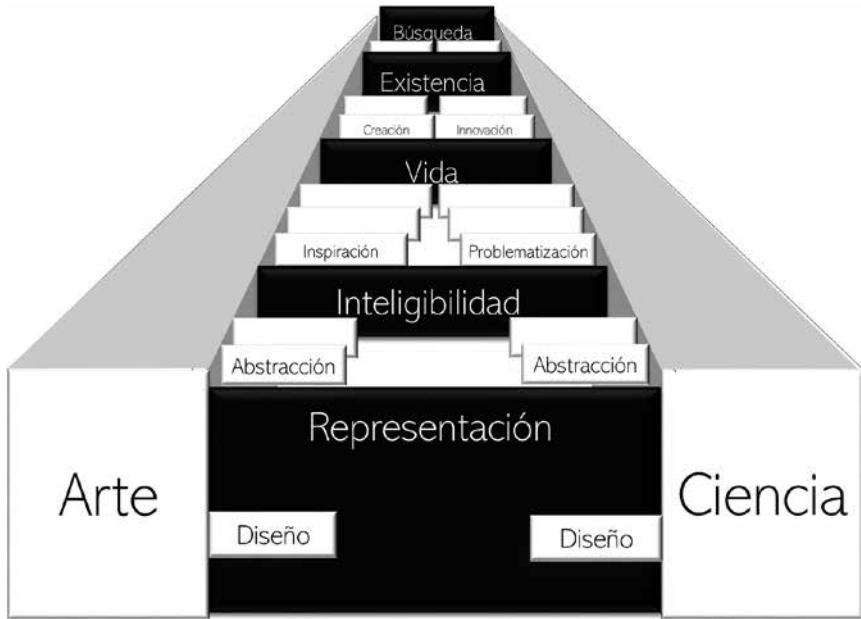 Búsqueda
Existencia
Creación
Innovación
Vida
Inspiración
Problematización
Inteligibilidad
Abstracción
Abstracción
Representación
Arte
Ciencia
Diseño
Diseño